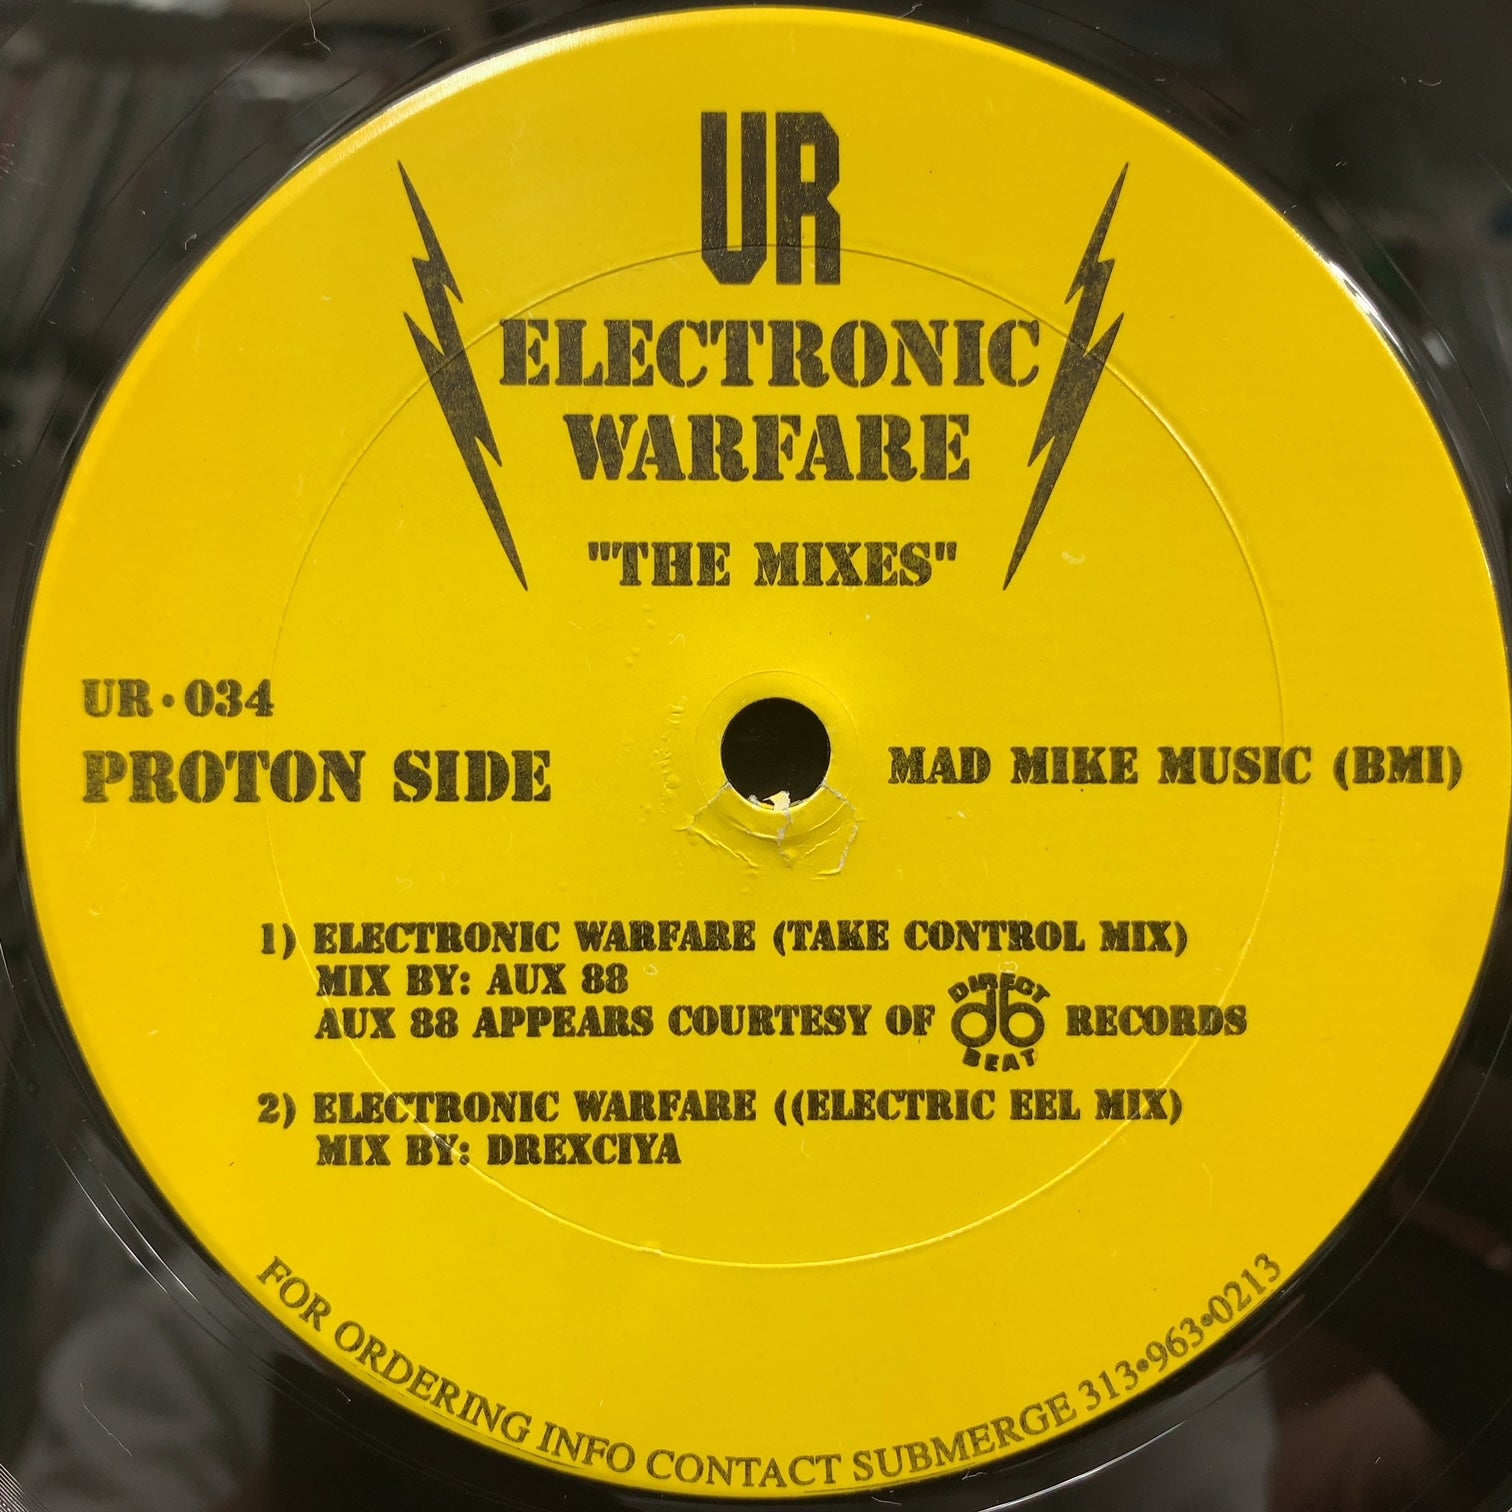 UR
ELECTRONIC
WARFARE
"THE MIXES"
UR·034
PROTON SIDE
MAD MIKE MUSIC (BMI)
1) ELECTRONIC WARFARE (TAKE CONTROL MIX)
MIX BY: AUX 88
AUX 88 APPEARS COURTESY OF DIRECT db BEAT RECORDS
2) ELECTRONIC WARFARE ((ELECTRIC EEL MIX)
MIX BY: DREXCIYA
FOR ORDERING INFO CONTACT SUBMERGE 313•963•0213